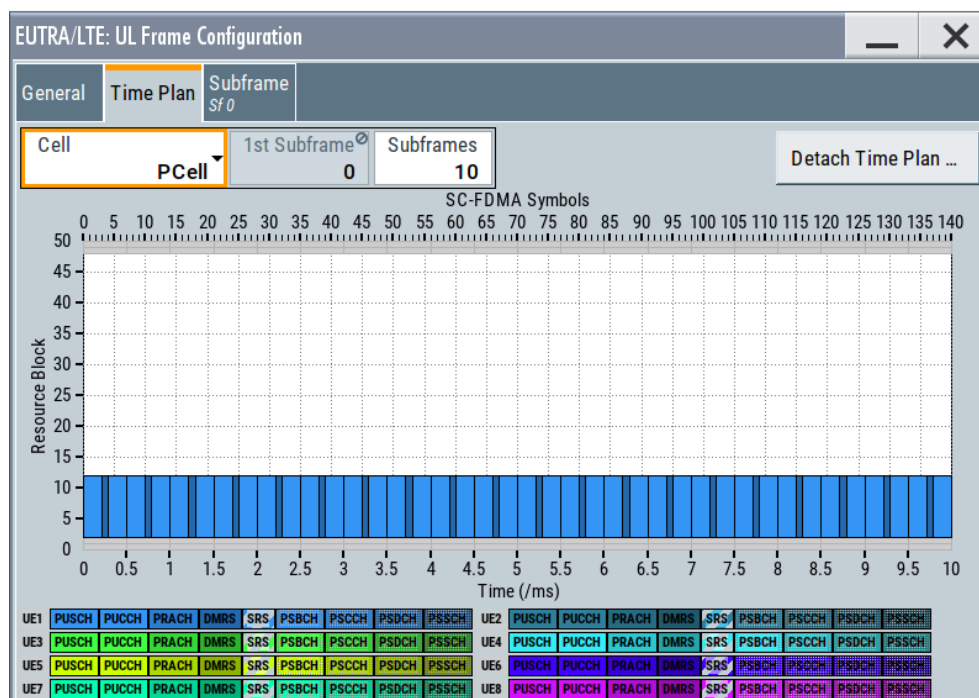 EUTRA/LTE: UL Frame Configuration
General Time Plan Subframe
Sf 0
Cell 1st Subframe Subframes
PCell 0 10
Detach Time Plan ...
SC-FDMA Symbols
0 5 10 15 20 25 30 35 40 45 50 55 60 65 70 75 80 85 90 95 100 105 110 115 120 125 130 135 140
50
45
40
35
30
25
20
15
10
5
0
Resource Block
0 0.5 1 1.5 2 2.5 3 3.5 4 4.5 5 5.5 6 6.5 7 7.5 8 8.5 9 9.5 10
Time (/ms)
UE1 PUSCH PUCCH PRACH DMRS SRS PSBCH PSCCH PSDCH PSSCH UE2 PUSCH PUCCH PRACH DMRS SRS PSBCH PSCCH PSDCH PSSCH
UE3 PUSCH PUCCH PRACH DMRS SRS PSBCH PSCCH PSDCH PSSCH UE4 PUSCH PUCCH PRACH DMRS SRS PSBCH PSCCH PSDCH PSSCH
UE5 PUSCH PUCCH PRACH DMRS SRS PSBCH PSCCH PSDCH PSSCH UE6 PUSCH PUCCH PRACH DMRS SRS PSBCH PSCCH PSDCH PSSCH
UE7 PUSCH PUCCH PRACH DMRS SRS PSBCH PSCCH PSDCH PSSCH UE8 PUSCH PUCCH PRACH DMRS SRS PSBCH PSCCH PSDCH PSSCH